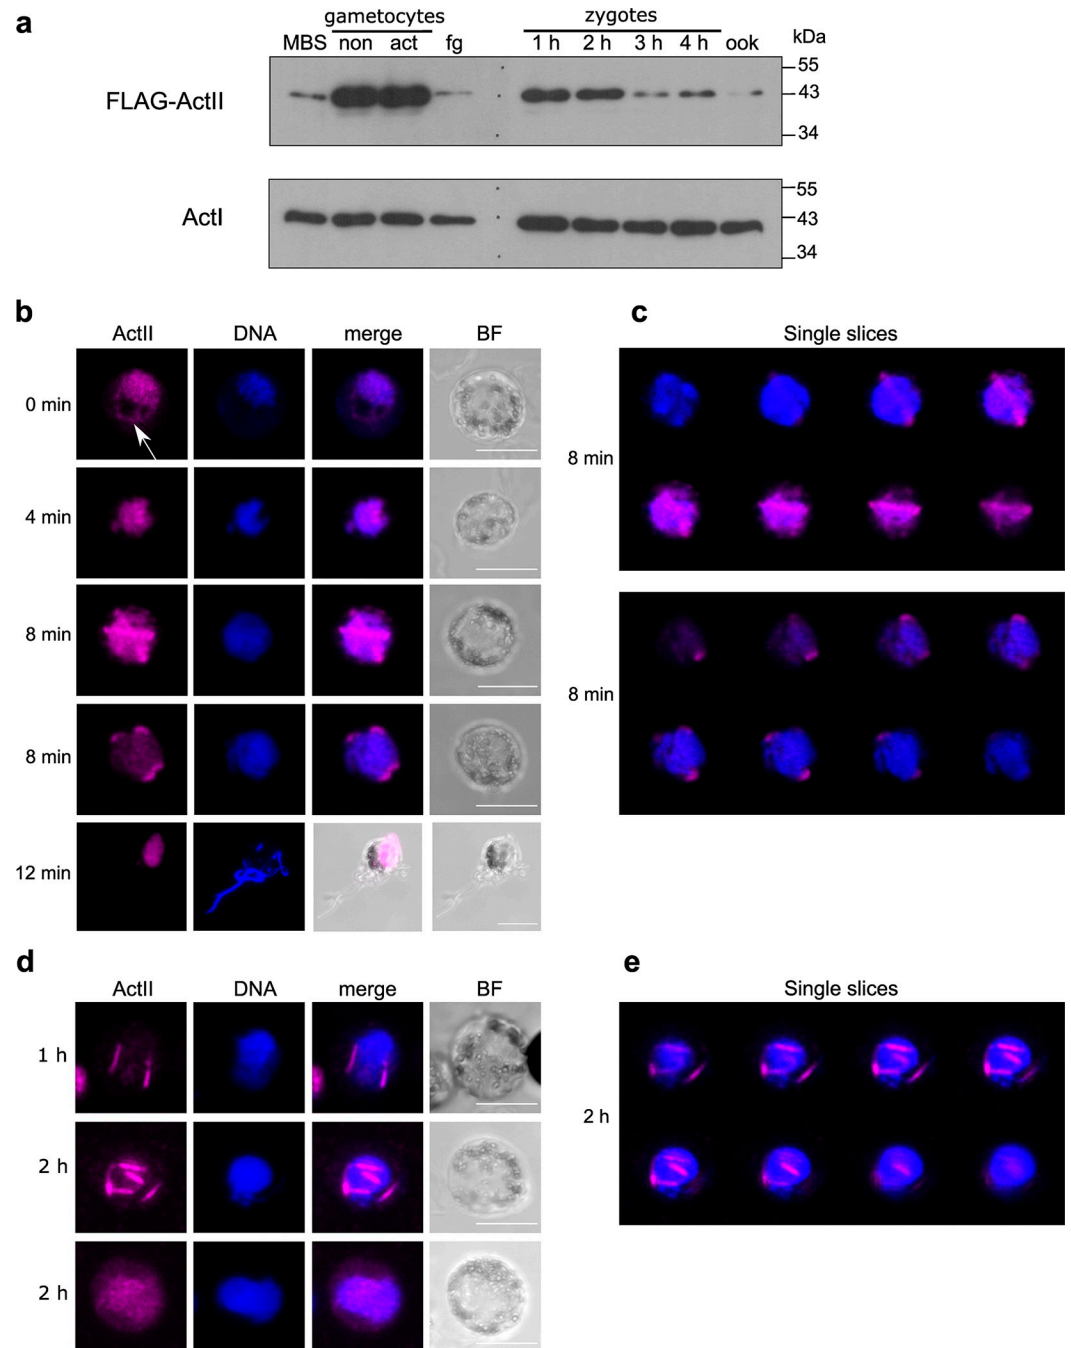 a
gametocytes
zygotes
MBS non act fg 1 h 2 h 3 h 4 h ook kDa
FLAG-ActII
55
43
34
ActI
55
43
34
b
ActII DNA merge BF
0 min
4 min
8 min
8 min
12 min
c
Single slices
8 min
8 min
d
ActII DNA merge BF
1 h
2 h
2 h
e
Single slices
2 h